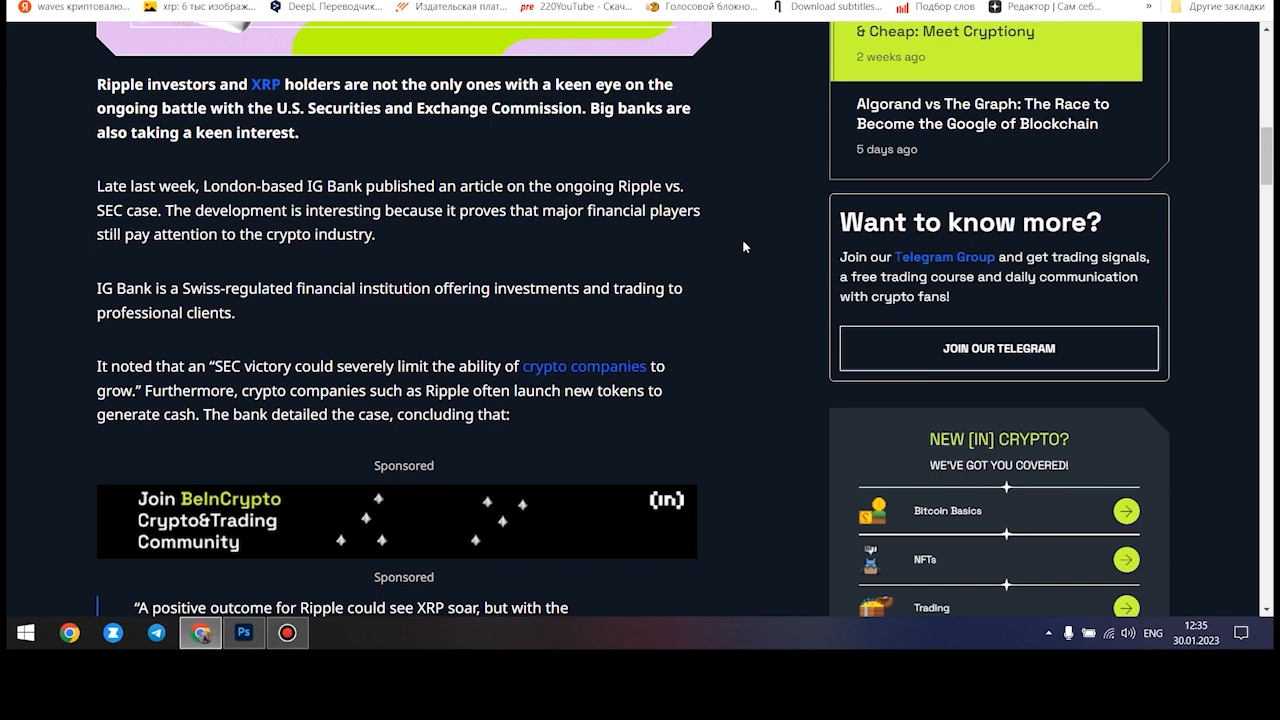 waves криптовалю...
xrp: 6 тыс изображ...
DeepL Переводчик...
Издательская плат...
pre 220YouTube - Скач...
Голосовой блокно...
Download subtitles...
Подбор слов
Редактор | Сам себ...
»
Другие закладки
Ripple investors and XRP holders are not the only ones with a keen eye on the
ongoing battle with the U.S. Securities and Exchange Commission. Big banks are
also taking a keen interest.
Late last week, London-based IG Bank published an article on the ongoing Ripple vs.
SEC case. The development is interesting because it proves that major financial players
still pay attention to the crypto industry.
IG Bank is a Swiss-regulated financial institution offering investments and trading to
professional clients.
It noted that an “SEC victory could severely limit the ability of crypto companies to
grow.” Furthermore, crypto companies such as Ripple often launch new tokens to
generate cash. The bank detailed the case, concluding that:
Sponsored
Join BeInCrypto
Crypto&Trading
Community
(in)
Sponsored
“A positive outcome for Ripple could see XRP soar, but with the
& Cheap: Meet Cryptiony
2 weeks ago
Algorand vs The Graph: The Race to
Become the Google of Blockchain
5 days ago
Want to know more?
Join our Telegram Group and get trading signals,
a free trading course and daily communication
with crypto fans!
JOIN OUR TELEGRAM
NEW [IN] CRYPTO?
WE'VE GOT YOU COVERED!
Bitcoin Basics
NFTs
Trading
Ps
ENG
12:35
30.01.2023